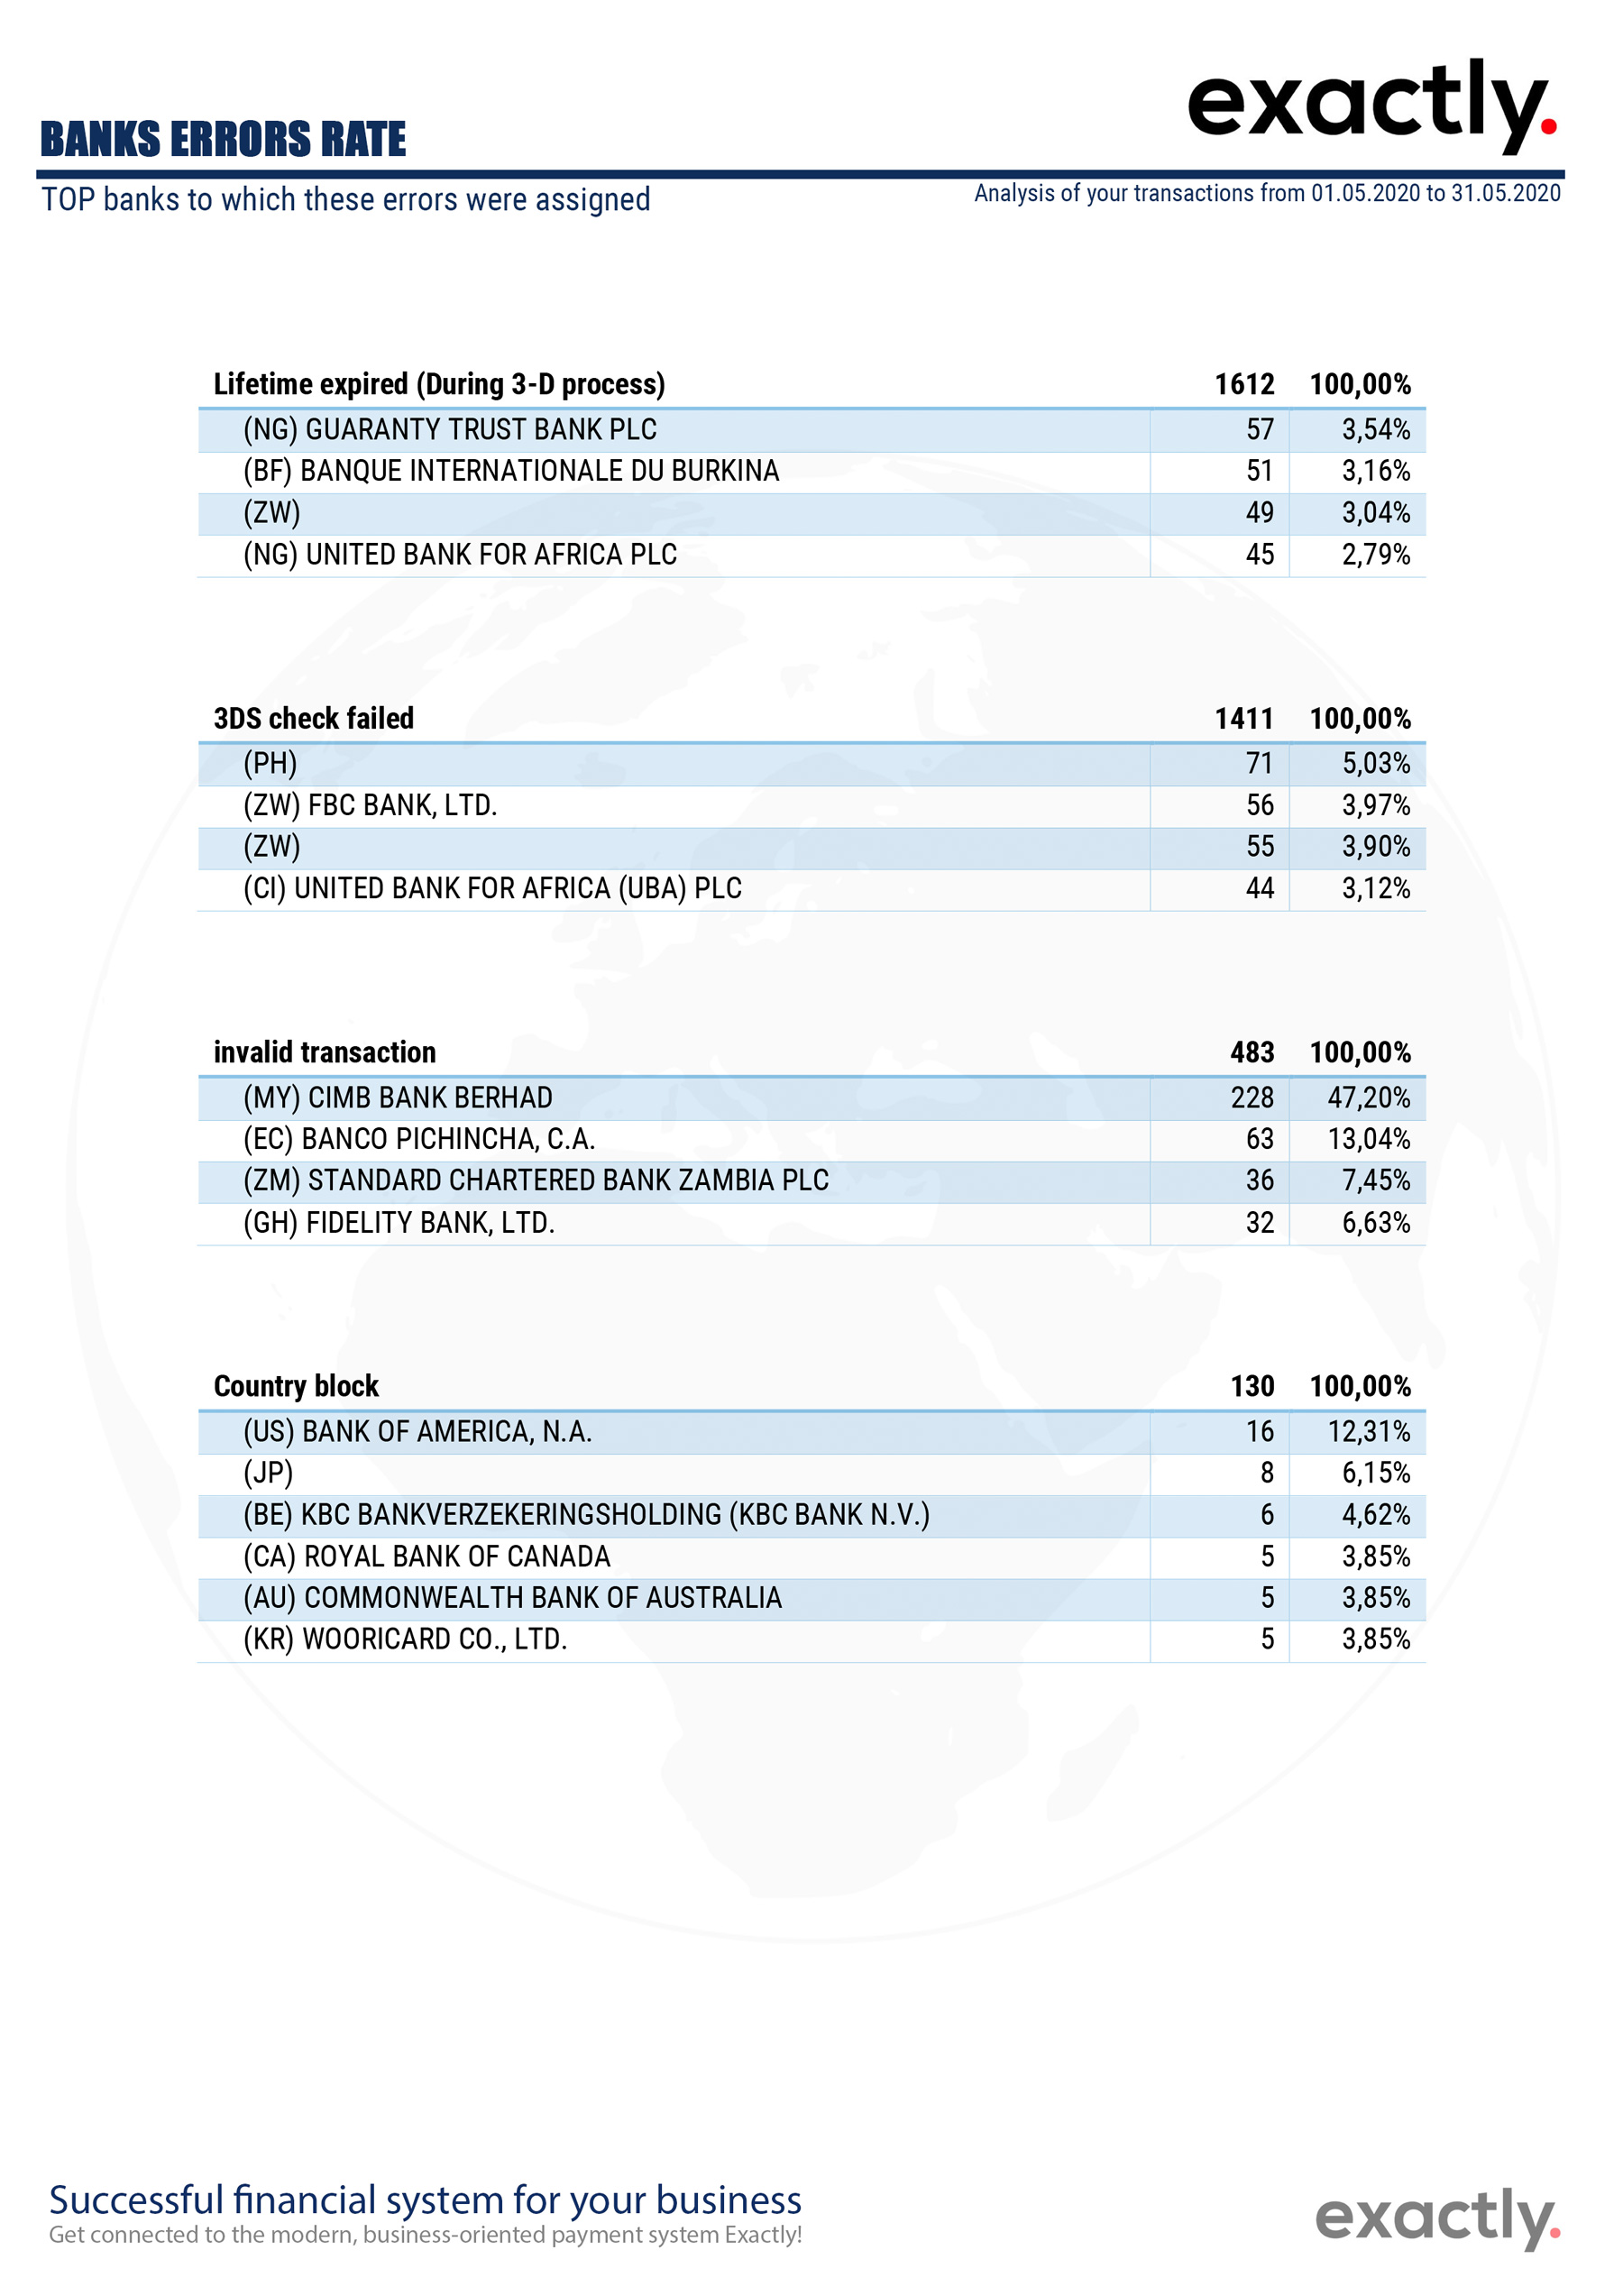 exactly.
BANKS ERRORS RATE
TOP banks to which these errors were assigned
Analysis of your transactions from 01.05.2020 to 31.05.2020
Lifetime expired (During 3-D process) 1612 100,00%
(NG) GUARANTY TRUST BANK PLC 57 3,54%
(BF) BANQUE INTERNATIONALE DU BURKINA 51 3,16%
(ZW) 49 3,04%
(NG) UNITED BANK FOR AFRICA PLC 45 2,79%
3DS check failed 1411 100,00%
(PH) 71 5,03%
(ZW) FBC BANK, LTD. 56 3,97%
(ZW) 55 3,90%
(CI) UNITED BANK FOR AFRICA (UBA) PLC 44 3,12%
invalid transaction 483 100,00%
(MY) CIMB BANK BERHAD 228 47,20%
(EC) BANCO PICHINCHA, C.A. 63 13,04%
(ZM) STANDARD CHARTERED BANK ZAMBIA PLC 36 7,45%
(GH) FIDELITY BANK, LTD. 32 6,63%
Country block 130 100,00%
(US) BANK OF AMERICA, N.A. 16 12,31%
(JP) 8 6,15%
(BE) KBC BANKVERZEKERINGSHOLDING (KBC BANK N.V.) 6 4,62%
(CA) ROYAL BANK OF CANADA 5 3,85%
(AU) COMMONWEALTH BANK OF AUSTRALIA 5 3,85%
(KR) WOORICARD CO., LTD. 5 3,85%
Successful financial system for your business
Get connected to the modern, business-oriented payment system Exactly!
exactly.